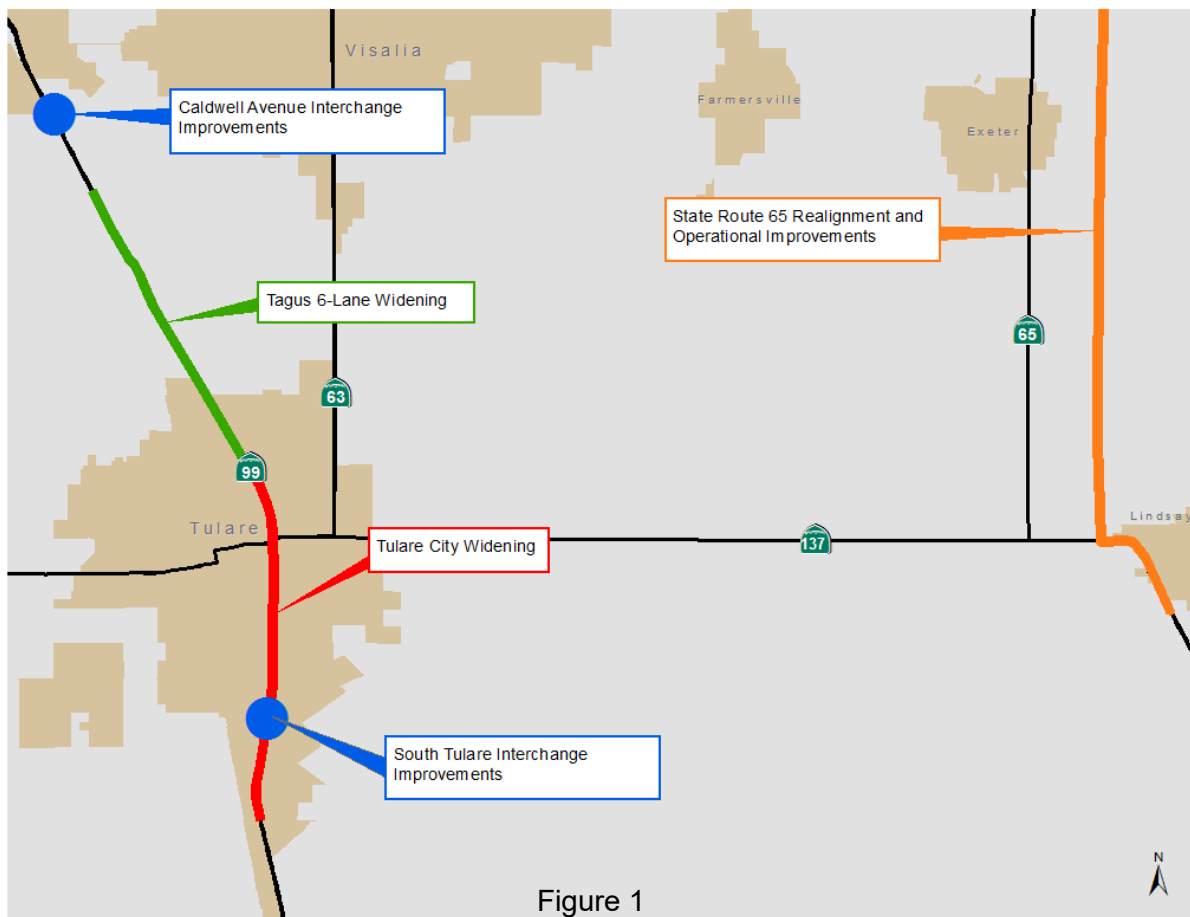 Visalia
Caldwell Avenue Interchange
Improvements
Farmersville
Exeter
State Route 65 Realignment and
Operational Improvements
Tagus 6-Lane Widening
65
63
99
Tulare
Lindsay
Tulare City Widening
137
South Tulare Interchange
Improvements
N
Figure 1